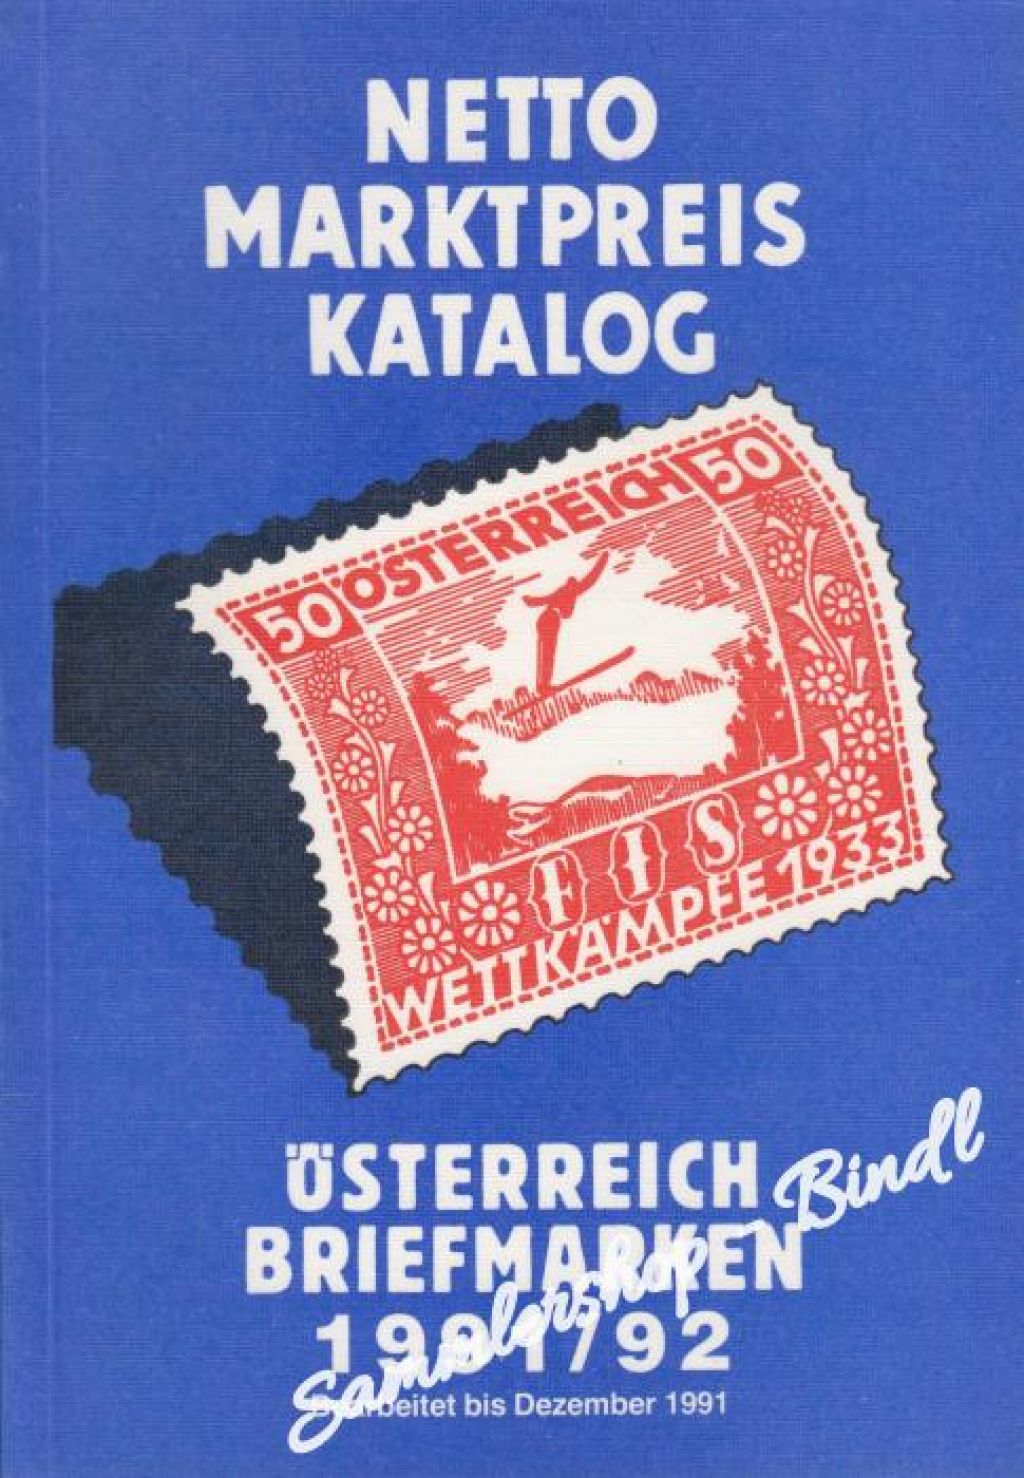 NETTO
MARKTPREIS
KATALOG
50 ÖSTERREICH 50
FIS
WETTKÄMPFE 1933
ÖSTERREICH
BRIEFMARKEN
1991/92
Bearbeitet bis Dezember 1991
Sammlershop - Bindl